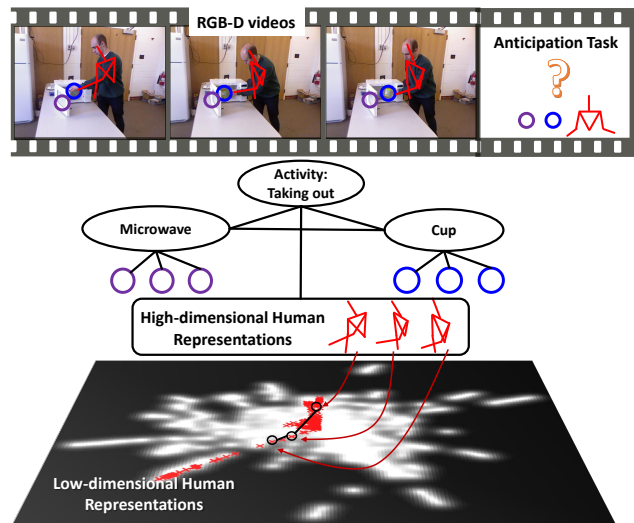 RGB-D videos
Anticipation Task
?
Activity:
Taking out
Microwave
Cup
High-dimensional Human
Representations
Low-dimensional Human
Representations